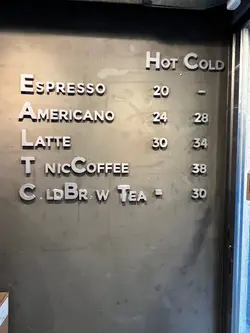 Hot Cold
Espresso 20 -
Americano 24 28
Latte 30 34
T nicCoffee 38
C.ldBr w Tea = 30